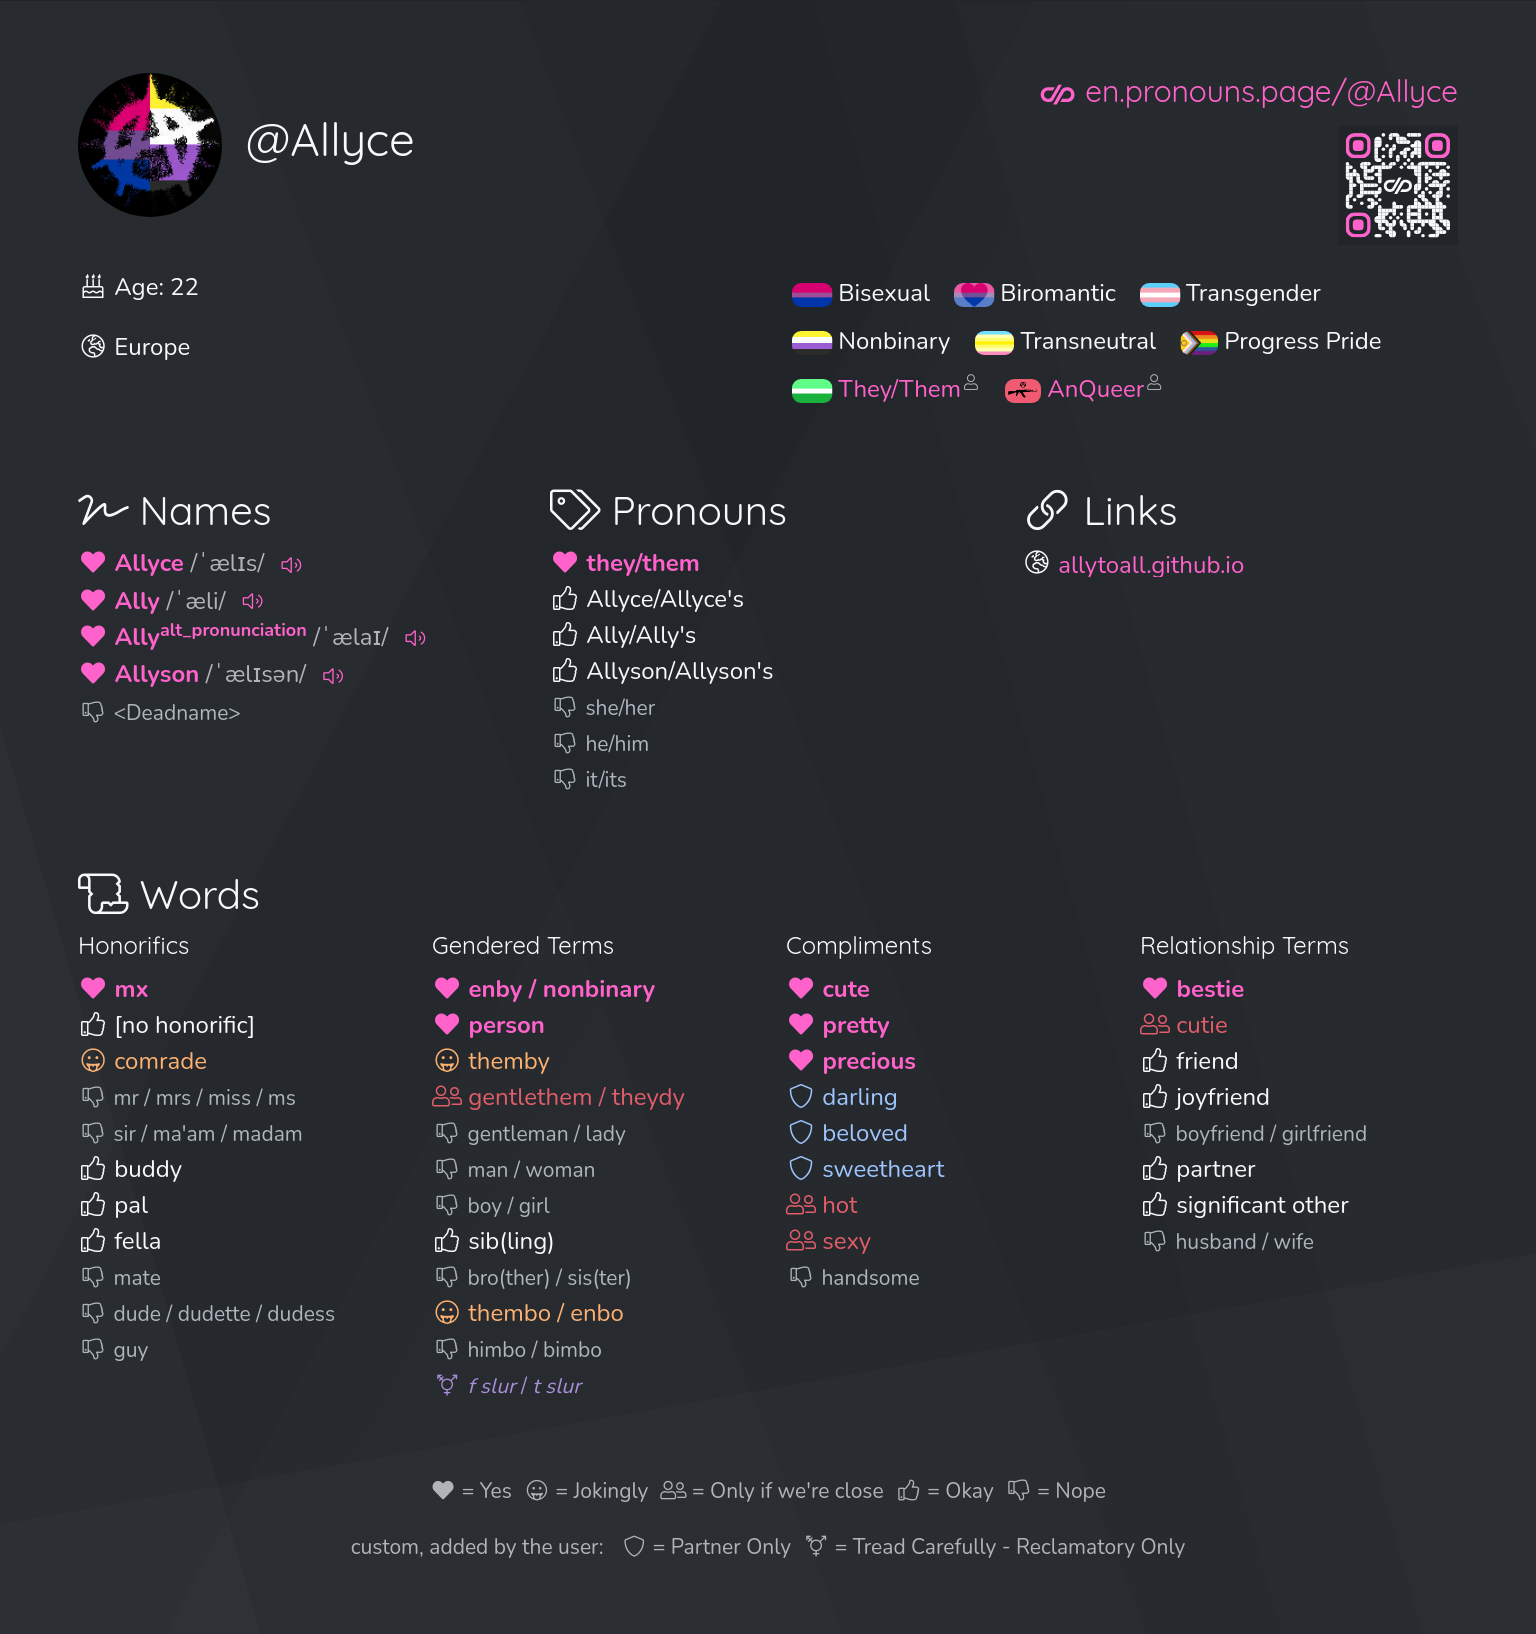 @Allyce
en.pronouns.page/@Allyce
Age: 22
Europe
Bisexual Biromantic Transgender
Nonbinary Transneutral Progress Pride
They/Them AnQueer
Names
Allyce /ˈælɪs/
Ally /ˈæli/
Ally alt_pronunciation /ˈælaɪ/
Allyson /ˈælɪsən/
<Deadname>
Pronouns
they/them
Allyce/Allyce's
Ally/Ally's
Allyson/Allyson's
she/her
he/him
it/its
Links
allytoall.github.io
Words
Honorifics
mx
[no honorific]
comrade
mr / mrs / miss / ms
sir / ma'am / madam
buddy
pal
fella
mate
dude / dudette / dudess
guy
Gendered Terms
enby / nonbinary
person
themby
gentlethem / theydy
gentleman / lady
man / woman
boy / girl
sib(ling)
bro(ther) / sis(ter)
thembo / enbo
himbo / bimbo
f slur / t slur
Compliments
cute
pretty
precious
darling
beloved
sweetheart
hot
sexy
handsome
Relationship Terms
bestie
cutie
friend
joyfriend
boyfriend / girlfriend
partner
significant other
husband / wife
= Yes = Jokingly = Only if we're close = Okay = Nope
custom, added by the user: = Partner Only = Tread Carefully - Reclamatory Only